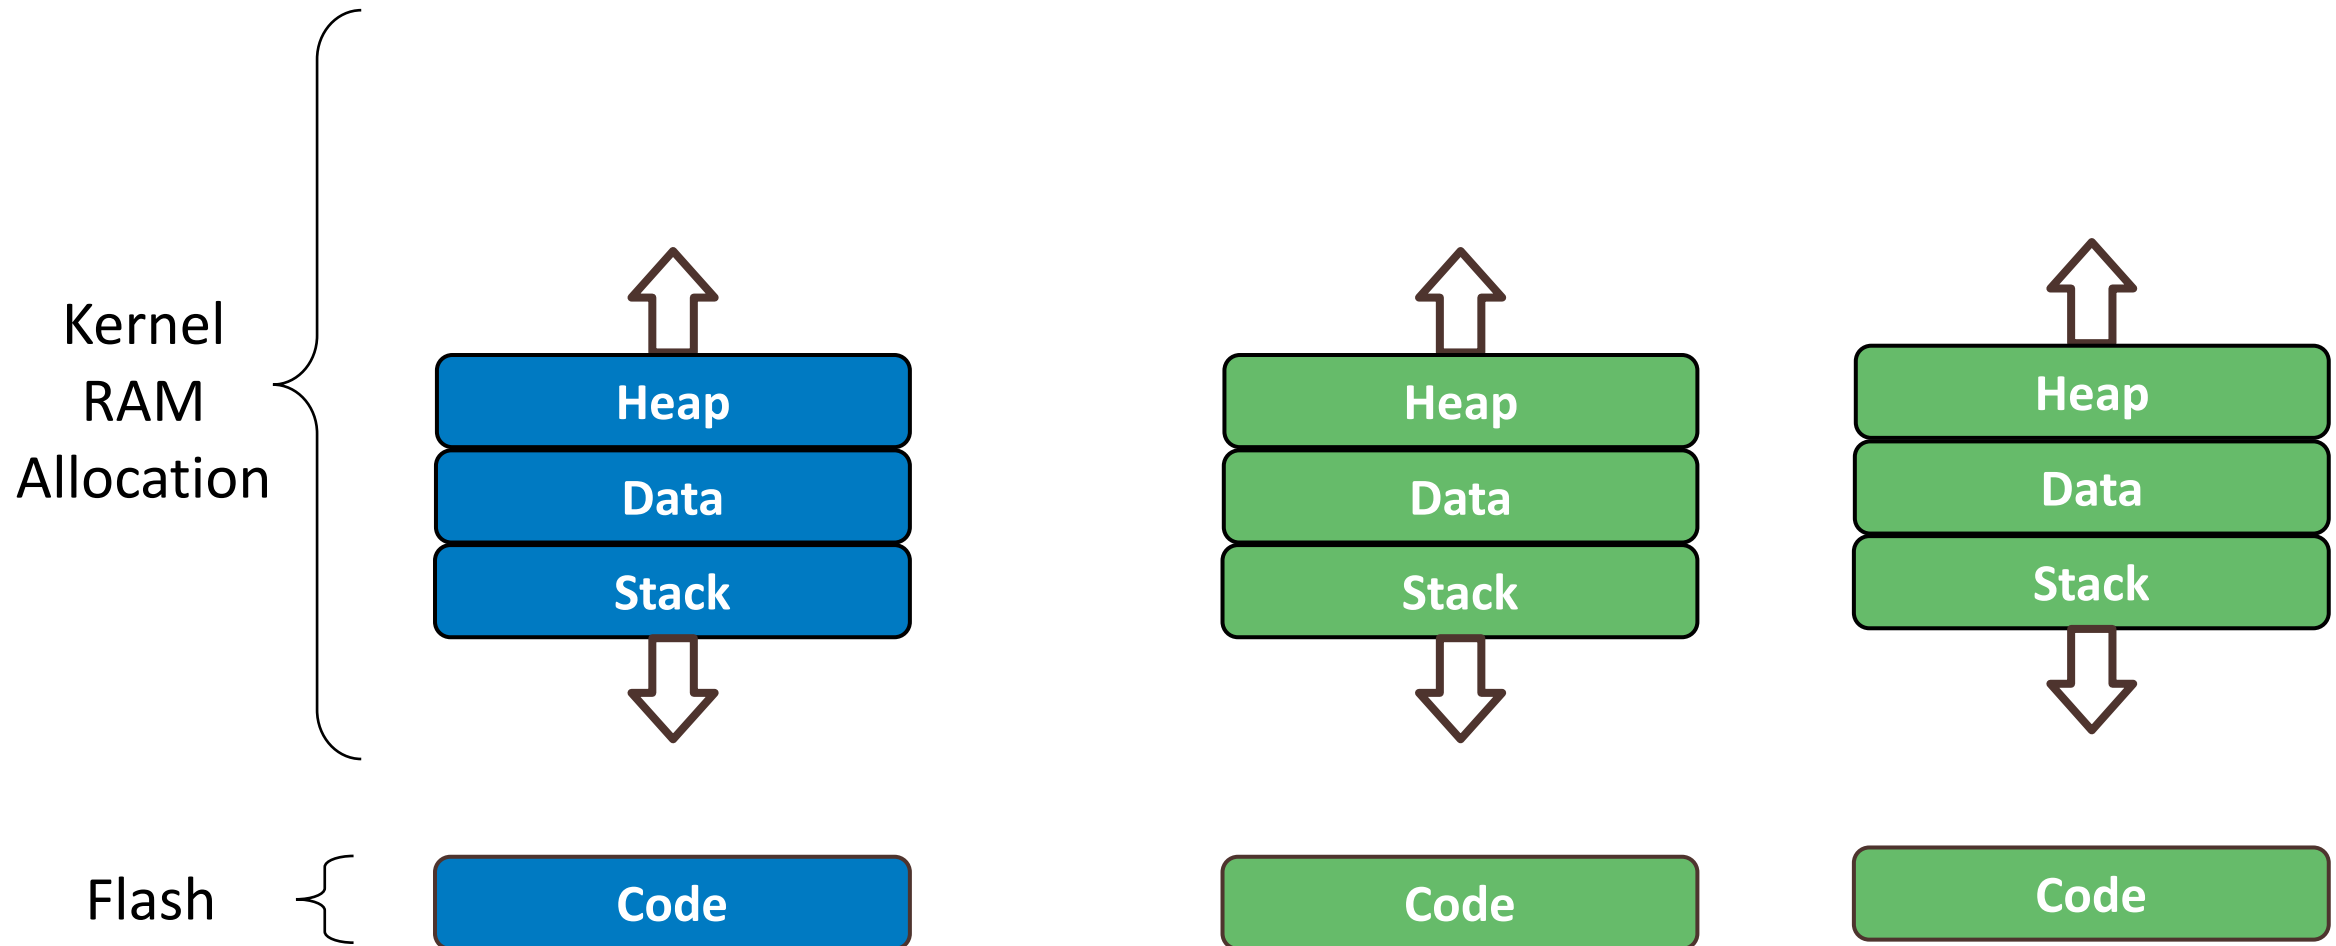 Kernel
RAM
Allocation
Heap
Data
Stack
Heap
Data
Stack
Heap
Data
Stack
Flash
Code
Code
Code